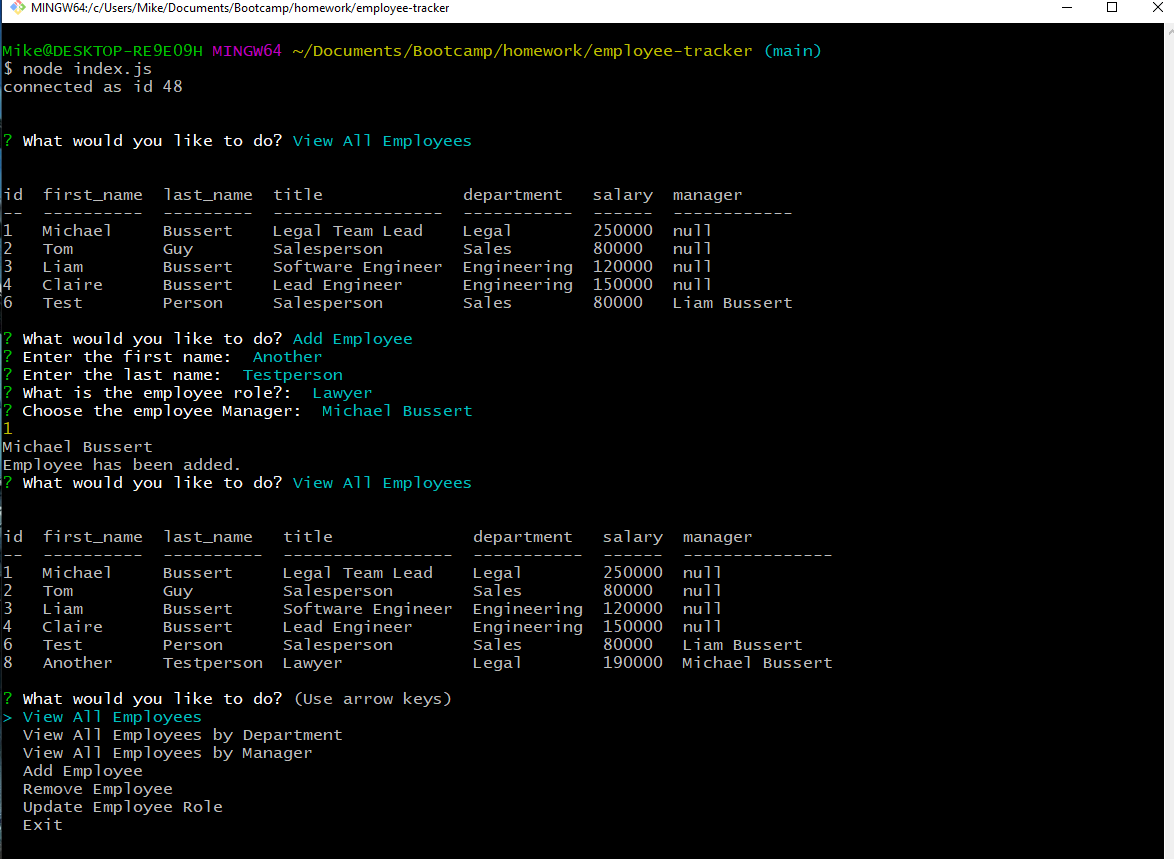 MINGW64:/c/Users/Mike/Documents/Bootcamp/homework/employee-tracker
Mike@DESKTOP-RE9EO9H MINGW64 ~/Documents/Bootcamp/homework/employee-tracker (main)
$ node index.js
connected as id 48
? What would you like to do? View All Employees
id  first_name  last_name  title              department   salary  manager
--  ----------  ---------  -----------------  -----------  ------  ------------
1   Michael     Bussert    Legal Team Lead    Legal        250000  null
2   Tom         Guy        Salesperson        Sales        80000   null
3   Liam        Bussert    Software Engineer  Engineering  120000  null
4   Claire      Bussert    Lead Engineer      Engineering  150000  null
6   Test        Person     Salesperson        Sales        80000   Liam Bussert
? What would you like to do? Add Employee
? Enter the first name:  Another
? Enter the last name:  Testperson
? What is the employee role?:  Lawyer
? Choose the employee Manager:  Michael Bussert
1
Michael Bussert
Employee has been added.
? What would you like to do? View All Employees
id  first_name  last_name   title              department   salary  manager
--  ----------  ----------  -----------------  -----------  ------  ---------------
1   Michael     Bussert     Legal Team Lead    Legal        250000  null
2   Tom         Guy         Salesperson        Sales        80000   null
3   Liam        Bussert     Software Engineer  Engineering  120000  null
4   Claire      Bussert     Lead Engineer      Engineering  150000  null
6   Test        Person      Salesperson        Sales        80000   Liam Bussert
8   Another     Testperson  Lawyer             Legal        190000  Michael Bussert
? What would you like to do? (Use arrow keys)
> View All Employees
  View All Employees by Department
  View All Employees by Manager
  Add Employee
  Remove Employee
  Update Employee Role
  Exit